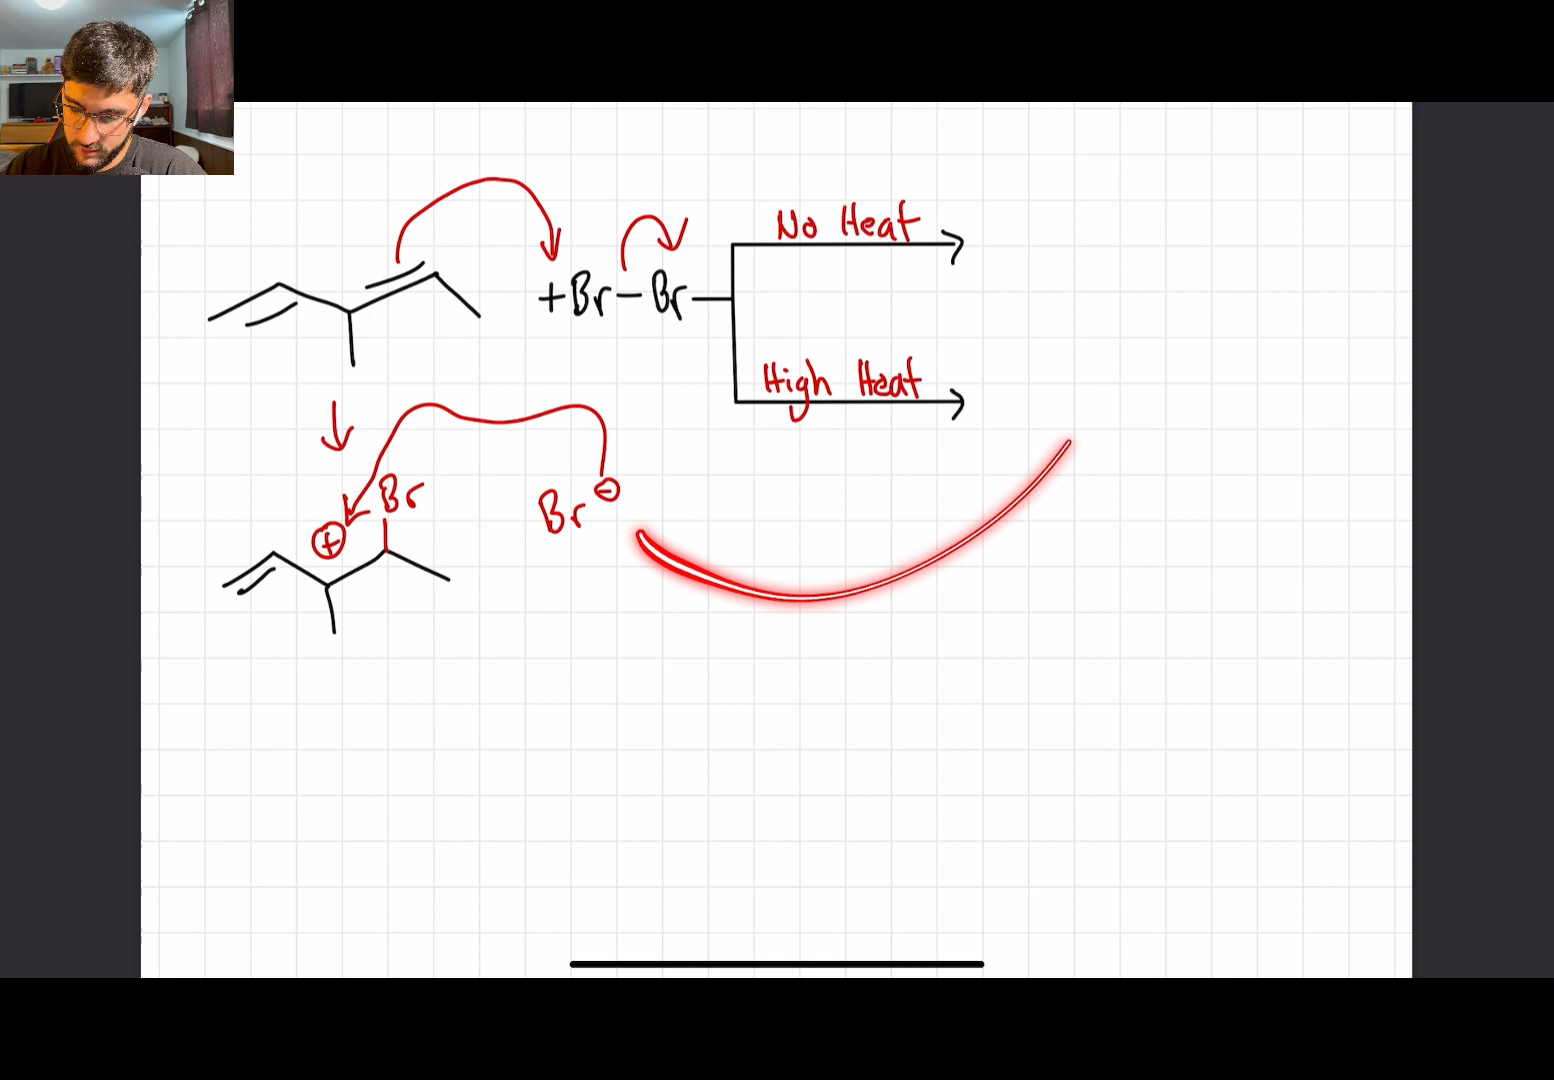 No Heat
+Br-Br
High Heat
Br
Br⊖
⊕